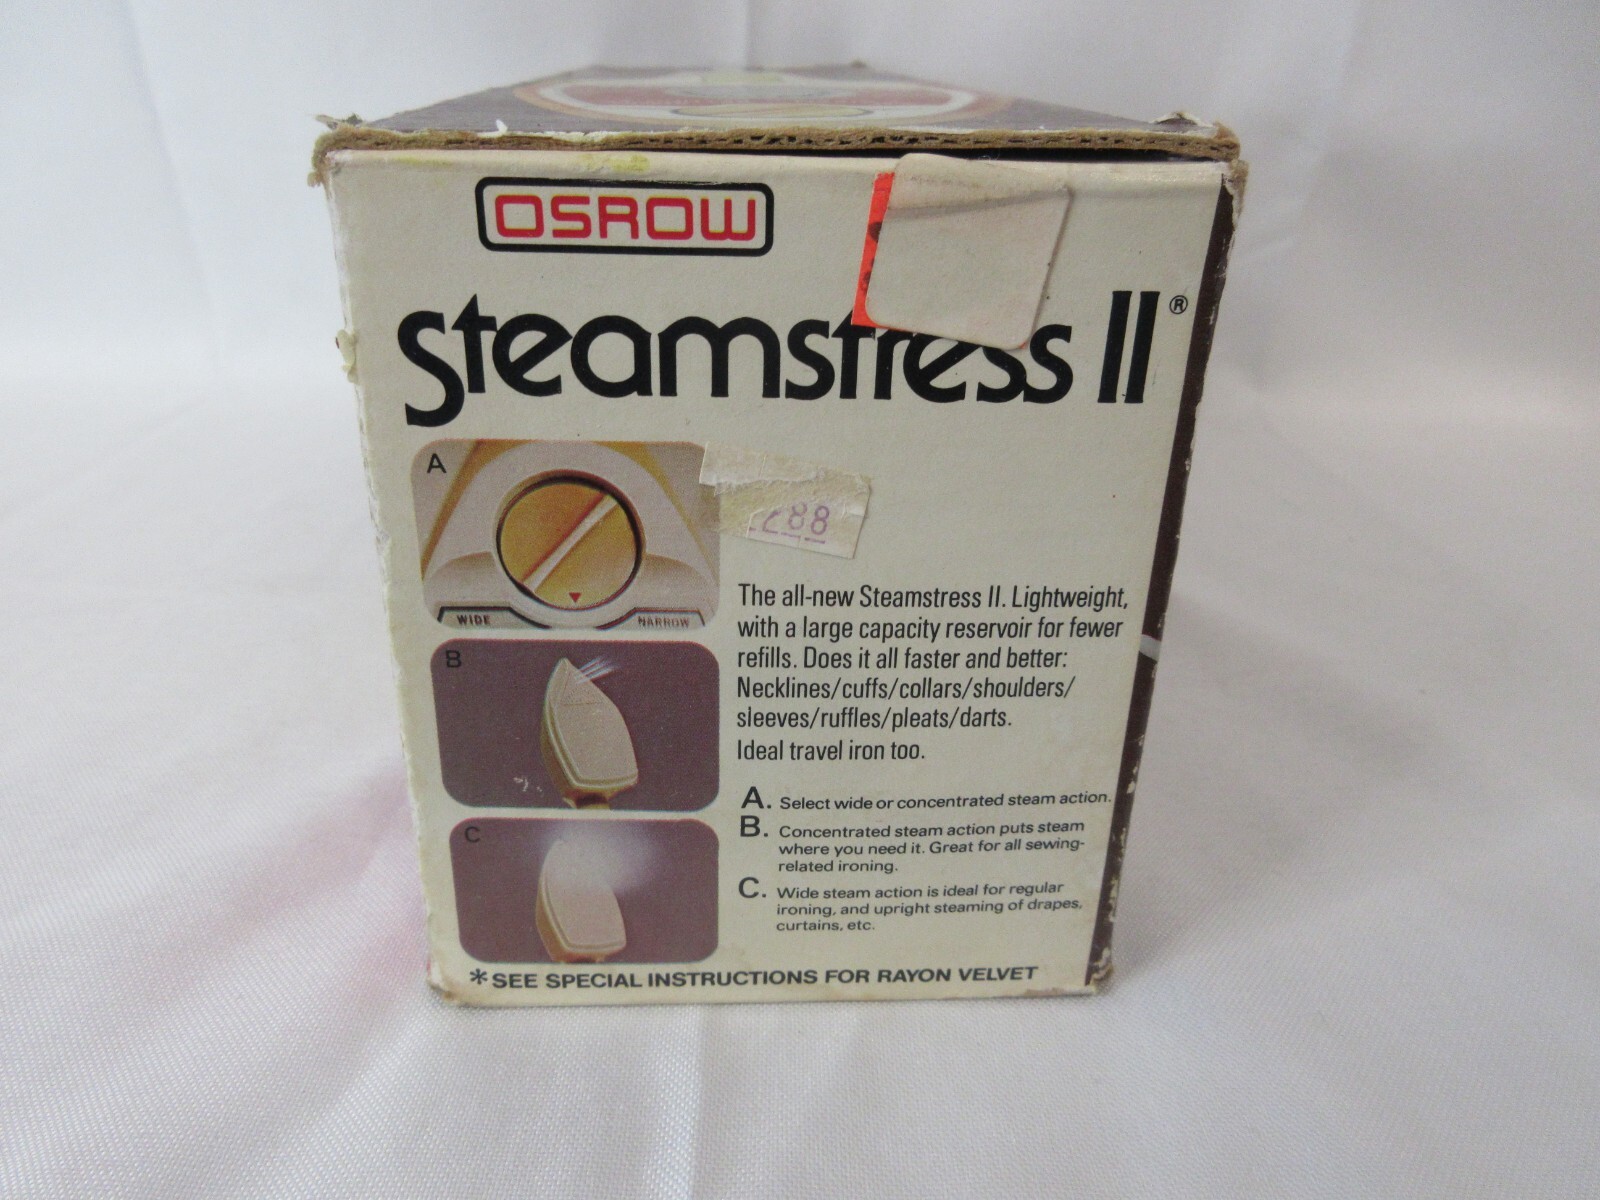 OSROW
steamstress II®
A
WIDE
NARROW
B
C
288
The all-new Steamstress II. Lightweight,
with a large capacity reservoir for fewer
refills. Does it all faster and better:
Necklines/cuffs/collars/shoulders/
sleeves/ruffles/pleats/darts.
Ideal travel iron too.
A. Select wide or concentrated steam action.
B. Concentrated steam action puts steam
where you need it. Great for all sewing-
related ironing.
C. Wide steam action is ideal for regular
ironing, and upright steaming of drapes,
curtains, etc.
*SEE SPECIAL INSTRUCTIONS FOR RAYON VELVET